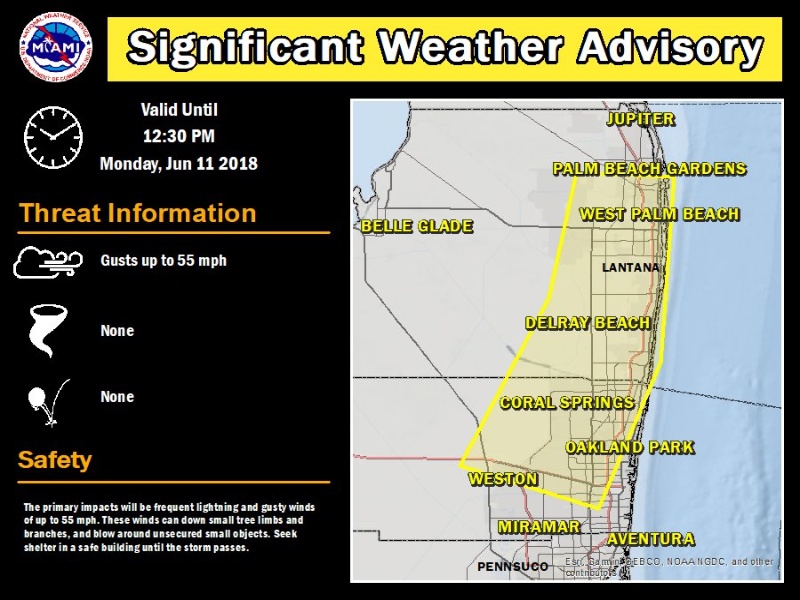 NATIONAL WEATHER SERVICE
MIAMI
U.S. DEPARTMENT OF COMMERCE
Significant Weather Advisory
Valid Until
12:30 PM
Monday, Jun 11 2018
Threat Information
Gusts up to 55 mph
None
None
Safety
The primary impacts will be frequent lightning and gusty winds
of up to 55 mph. These winds can down small tree limbs and
branches, and blow around unsecured small objects. Seek
shelter in a safe building until the storm passes.
JUPITER
PALM BEACH GARDENS
WEST PALM BEACH
BELLE GLADE
LANTANA
DELRAY BEACH
CORAL SPRINGS
OAKLAND PARK
WESTON
MIRAMAR
AVENTURA
PENNSUCO
Esri, Garmin, GEBCO, NOAA NGDC, and other
contributors